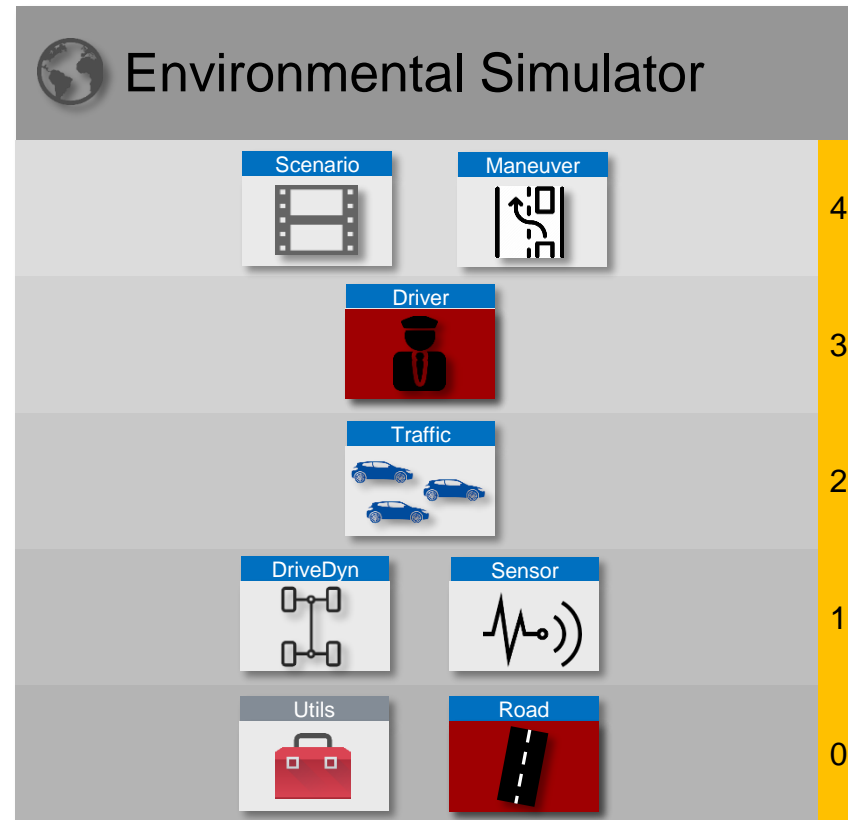 Environmental Simulator
Scenario
Maneuver
4
Driver
3
Traffic
2
DriveDyn
Sensor
1
Utils
Road
0